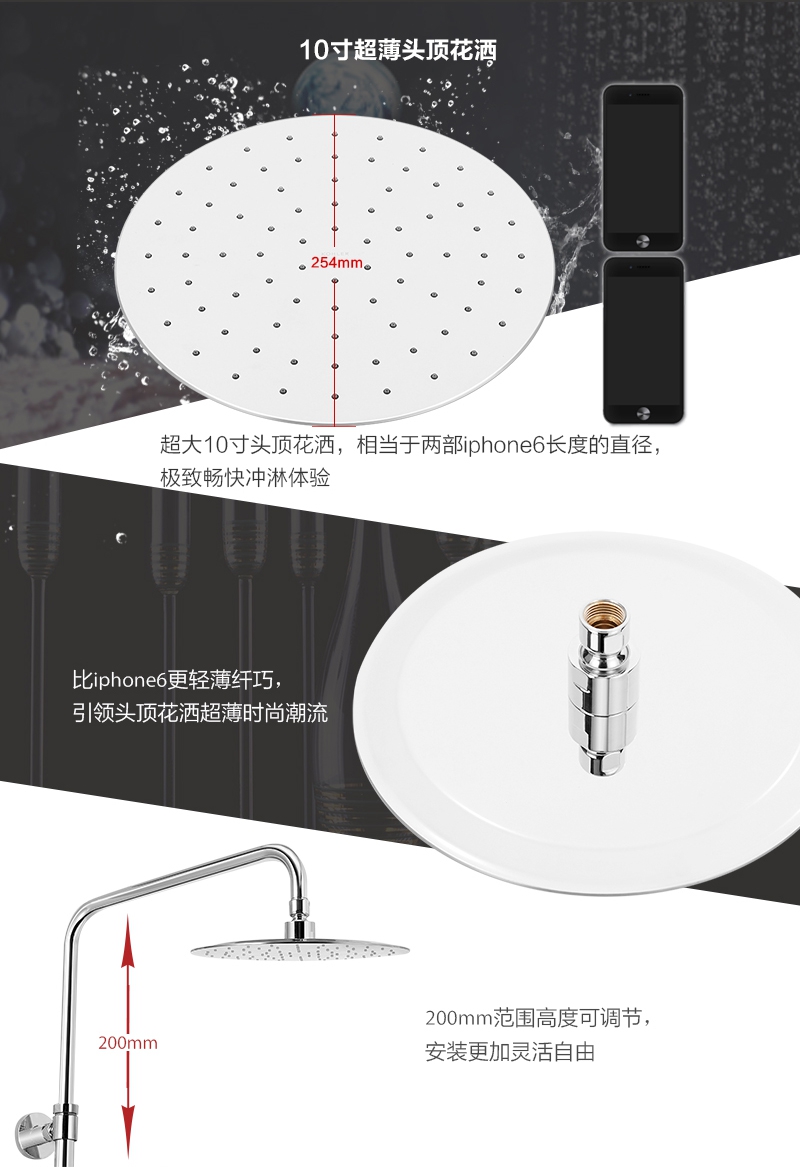 10寸超薄头顶花洒
254mm
超大10寸头顶花洒，相当于两部iphone6长度的直径，
极致畅快冲淋体验
比iphone6更轻薄纤巧，
引领头顶花洒超薄时尚潮流
200mm
200mm范围高度可调节，
安装更加灵活自由